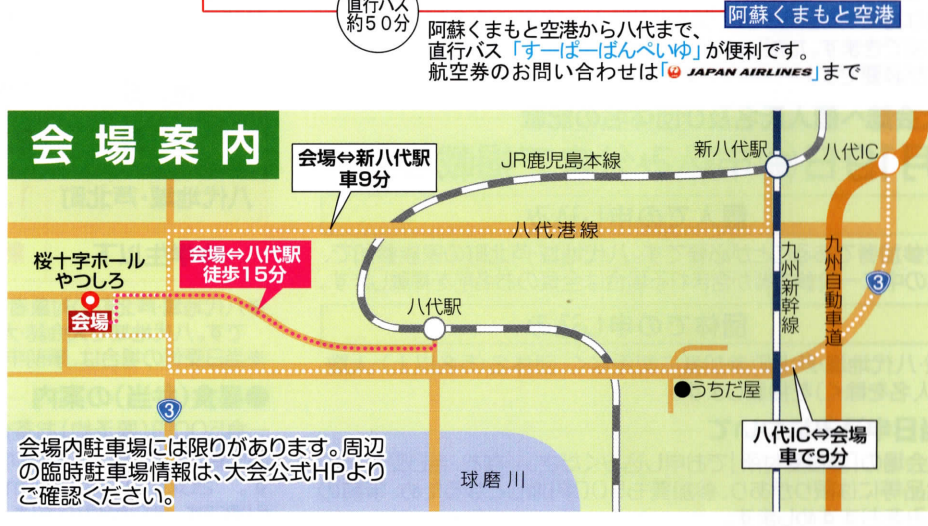 直行バス
約50分
阿蘇くまもと空港
阿蘇くまもと空港から八代まで、
直行バス「すーぱーばんぺいゆ」が便利です。
航空券のお問い合わせは「JAPAN AIRLINES」まで
会場案内
会場⇔新八代駅
車9分
JR鹿児島本線
新八代駅
八代IC
八代港線
桜十字ホール
やつしろ
会場
会場⇔八代駅
徒歩15分
九州新幹線
九州自動車道
3
八代駅
うちだ屋
3
八代IC⇔会場
車で9分
会場内駐車場には限りがあります。周辺
の臨時駐車場情報は、大会公式HPより
ご確認ください。
球磨川